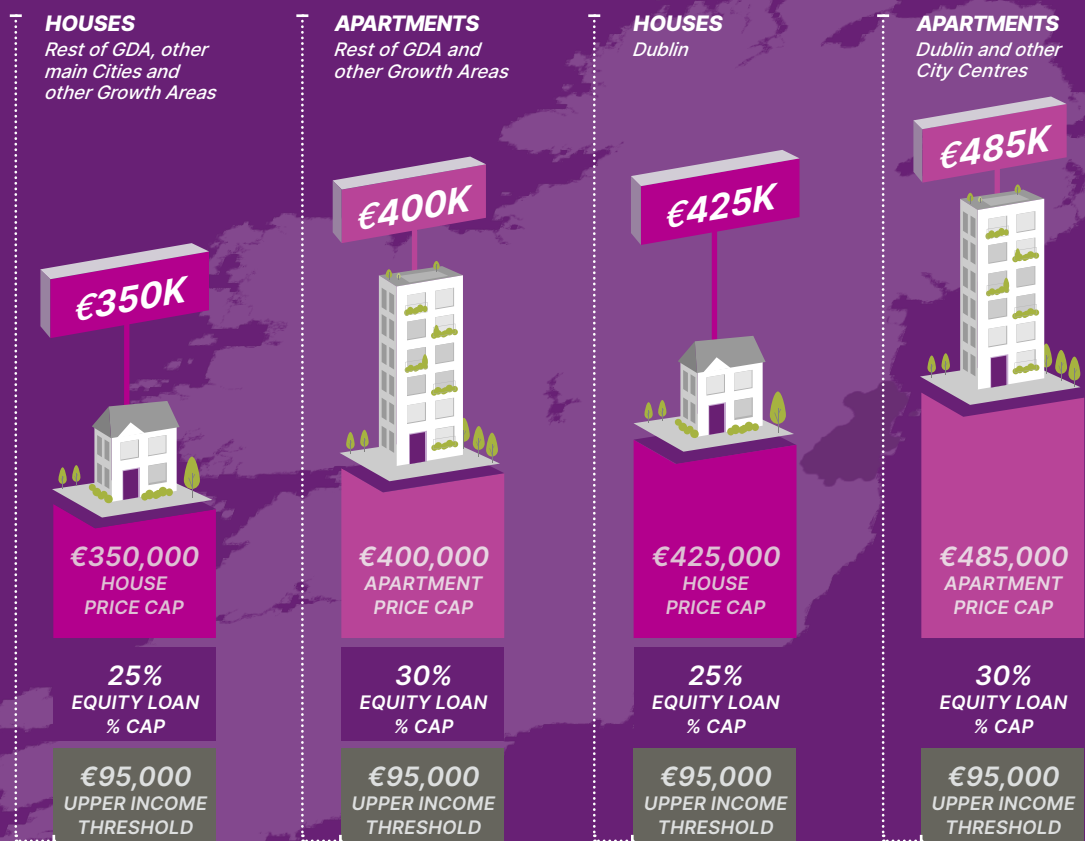 HOUSES
Rest of GDA, other
main Cities and
other Growth Areas
€350K
€350,000
HOUSE
PRICE CAP
25%
EQUITY LOAN
% CAP
€95,000
UPPER INCOME
THRESHOLD
APARTMENTS
Rest of GDA and
other Growth Areas
€400K
€400,000
APARTMENT
PRICE CAP
30%
EQUITY LOAN
% CAP
€95,000
UPPER INCOME
THRESHOLD
HOUSES
Dublin
€425K
€425,000
HOUSE
PRICE CAP
25%
EQUITY LOAN
% CAP
€95,000
UPPER INCOME
THRESHOLD
APARTMENTS
Dublin and other
City Centres
€485K
€485,000
APARTMENT
PRICE CAP
30%
EQUITY LOAN
% CAP
€95,000
UPPER INCOME
THRESHOLD